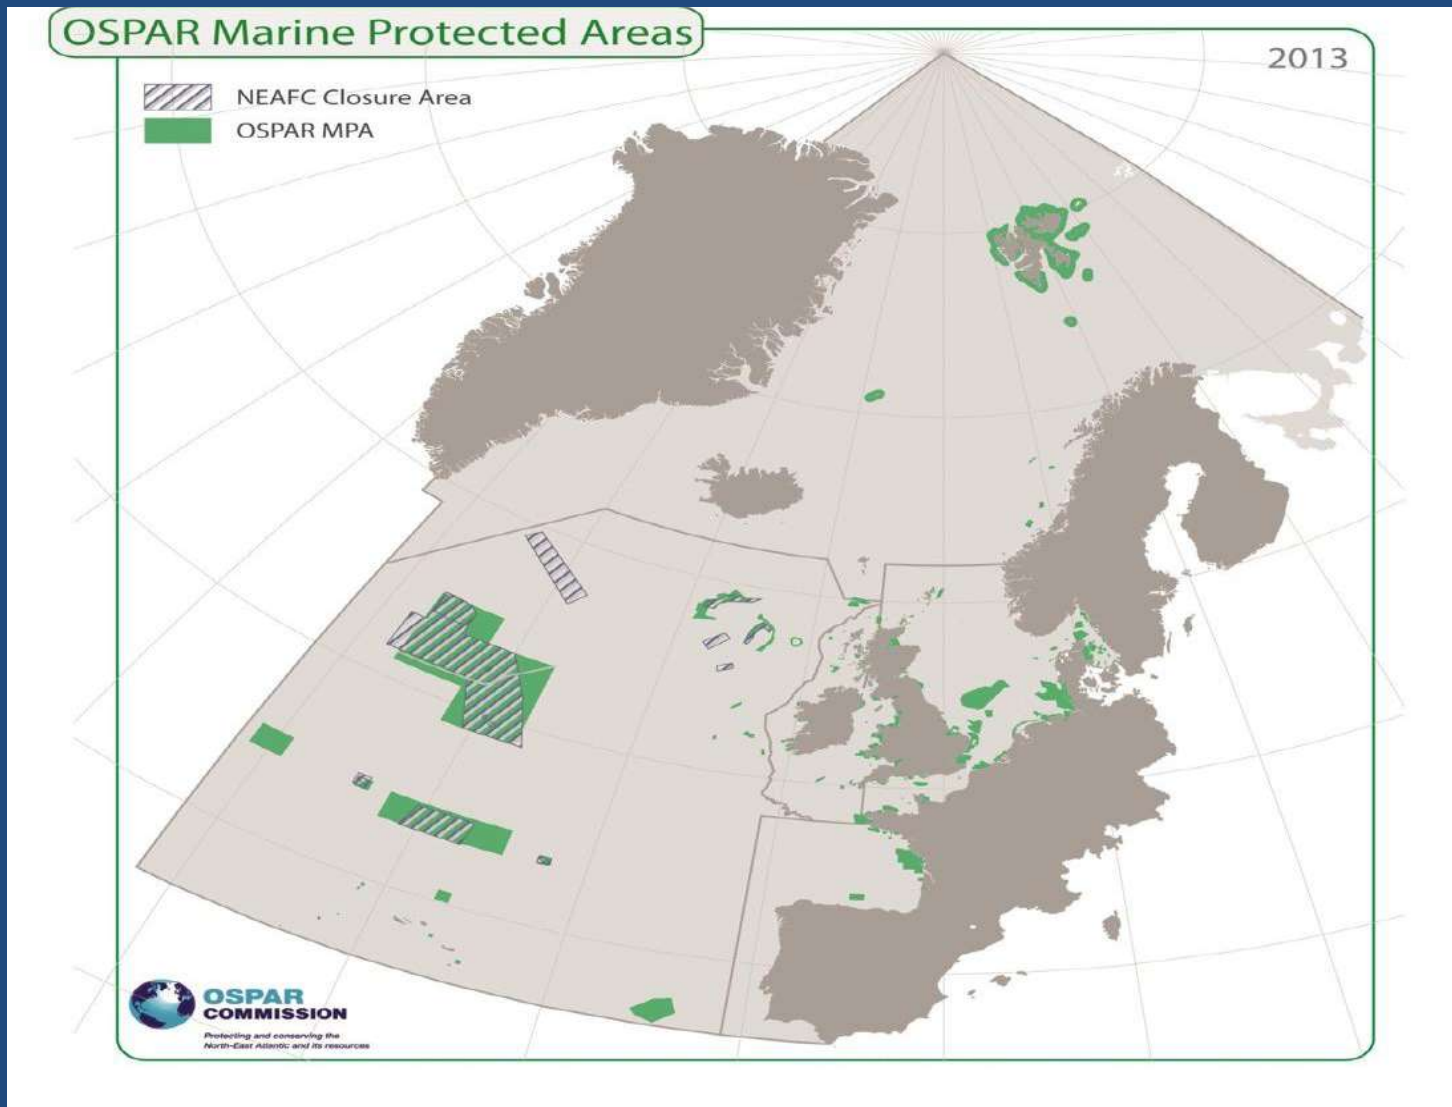 OSPAR Marine Protected Areas
2013
NEAFC Closure Area
OSPAR MPA
OSPAR
COMMISSION
Protecting and conserving the
North-East Atlantic and its resources